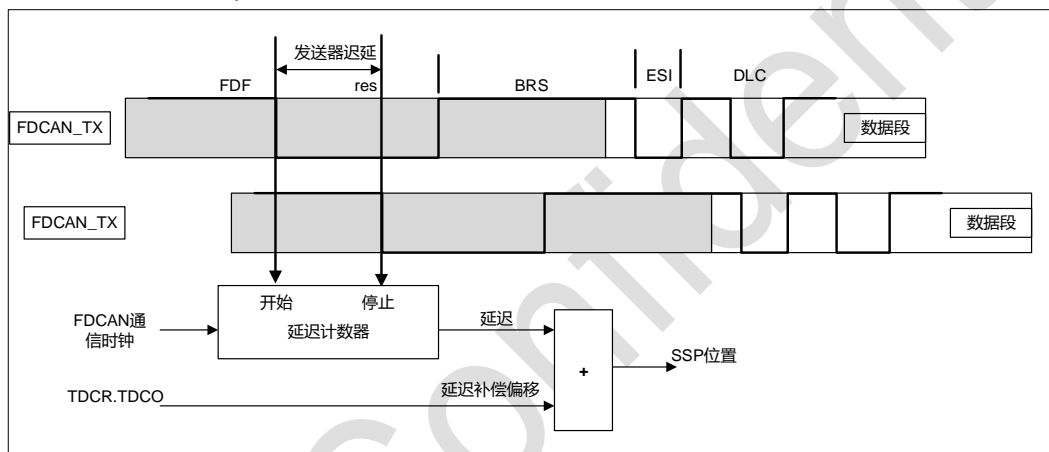 发送器迟延
FDF
res
BRS
ESI
DLC
FDCAN_TX
数据段
FDCAN_TX
数据段
开始
停止
FDCAN通
信时钟
延迟计数器
延迟
+
SSP位置
TDCR.TDCO
延迟补偿偏移
Confident